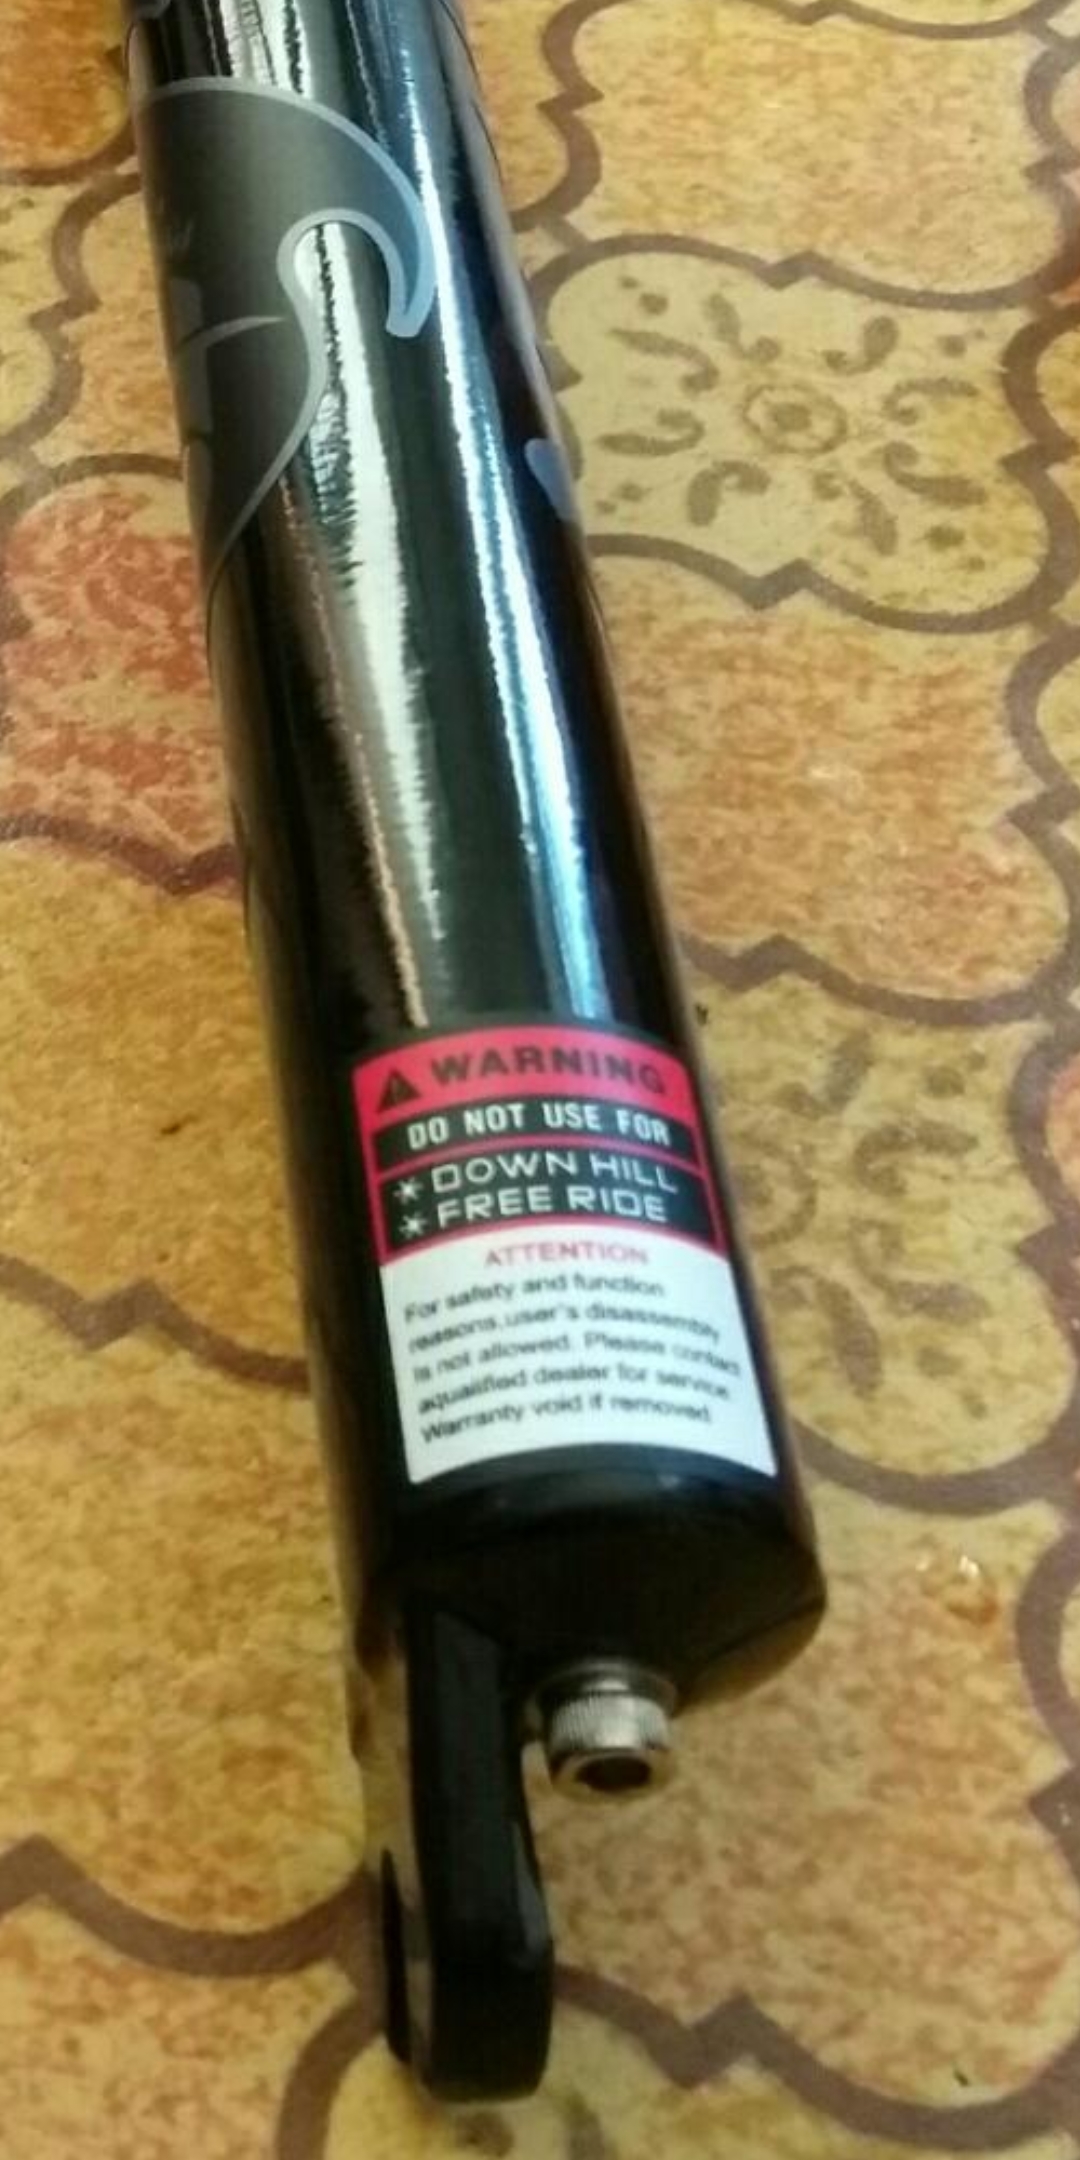 WARNING
DO NOT USE FOR
* DOWN HILL
* FREE RIDE
ATTENTION
For safety and function
reasons,user's disassembly
is not allowed. Please contact
aqualified dealer for service.
Warranty void if removed.